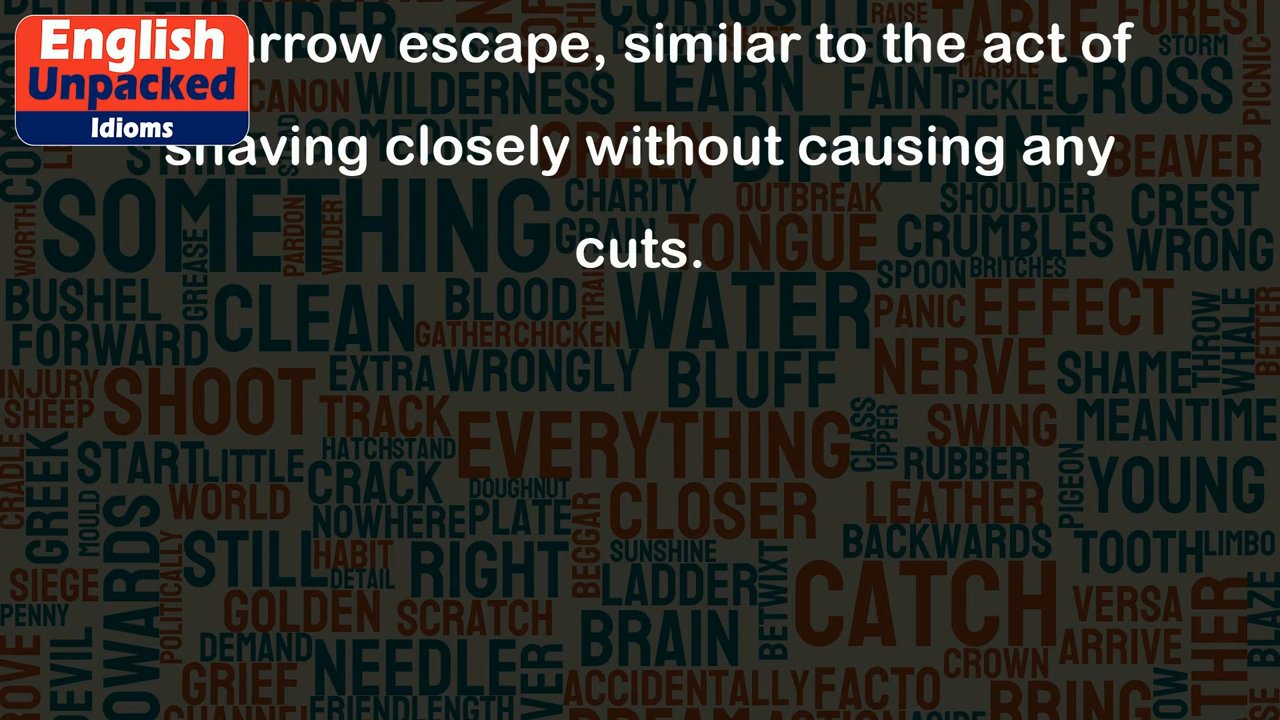 English
Unpacked
Idioms
arrow escape, similar to the act of
shaving closely without causing any
cuts.
CURIOSITY
RAISE
TABLE
FOREST
STORM
MARBLE
PICNIC
CANON
WILDERNESS
LEARN
FAINT
PICKLE
CROSS
SOMEONE
DIFFERENT
BEAVER
CHARITY
OUTBREAK
SHOULDER
CREST
SOMETHING
GRAIN
TONGUE
CRUMBLES
WRONG
WORTH
GREASE
PARDON
WILDER
SPOON
BRITCHES
BUSHEL
CLEAN
BLOOD
WATER
PANIC
EFFECT
THROW
WHALE
BETTER
FORWARD
GATHER
CHICKEN
EXTRA
WRONGLY
BLUFF
NERVE
SHAME
INJURY
SHOOT
SHEEP
TRACK
EVERYTHING
CLASS
UPPER
SWING
MEANTIME
CRADLE
GREEK
START
LITTLE
HATCHSTAND
CRACK
RUBBER
PIGEON
YOUNG
MOULD
WORLD
DOUGHNUT
NOWHERE
PLATE
BEGGAR
CLOSER
LEATHER
BACKWARDS
TOOTH
LIMBO
POLITICALLY
STILL
HABIT
DETAIL
RIGHT
SUNSHINE
LADDER
BETWIXT
CATCH
SIEGE
PENNY
GOLDEN
SCRATCH
BRAIN
VERSA
ARRIVE
BLAZE
DEVIL
DEMAND
NEEDLE
CROWN
GRIEF
FRIEND
LENGTH
ACCIDENTALLY
FACTO
BRING